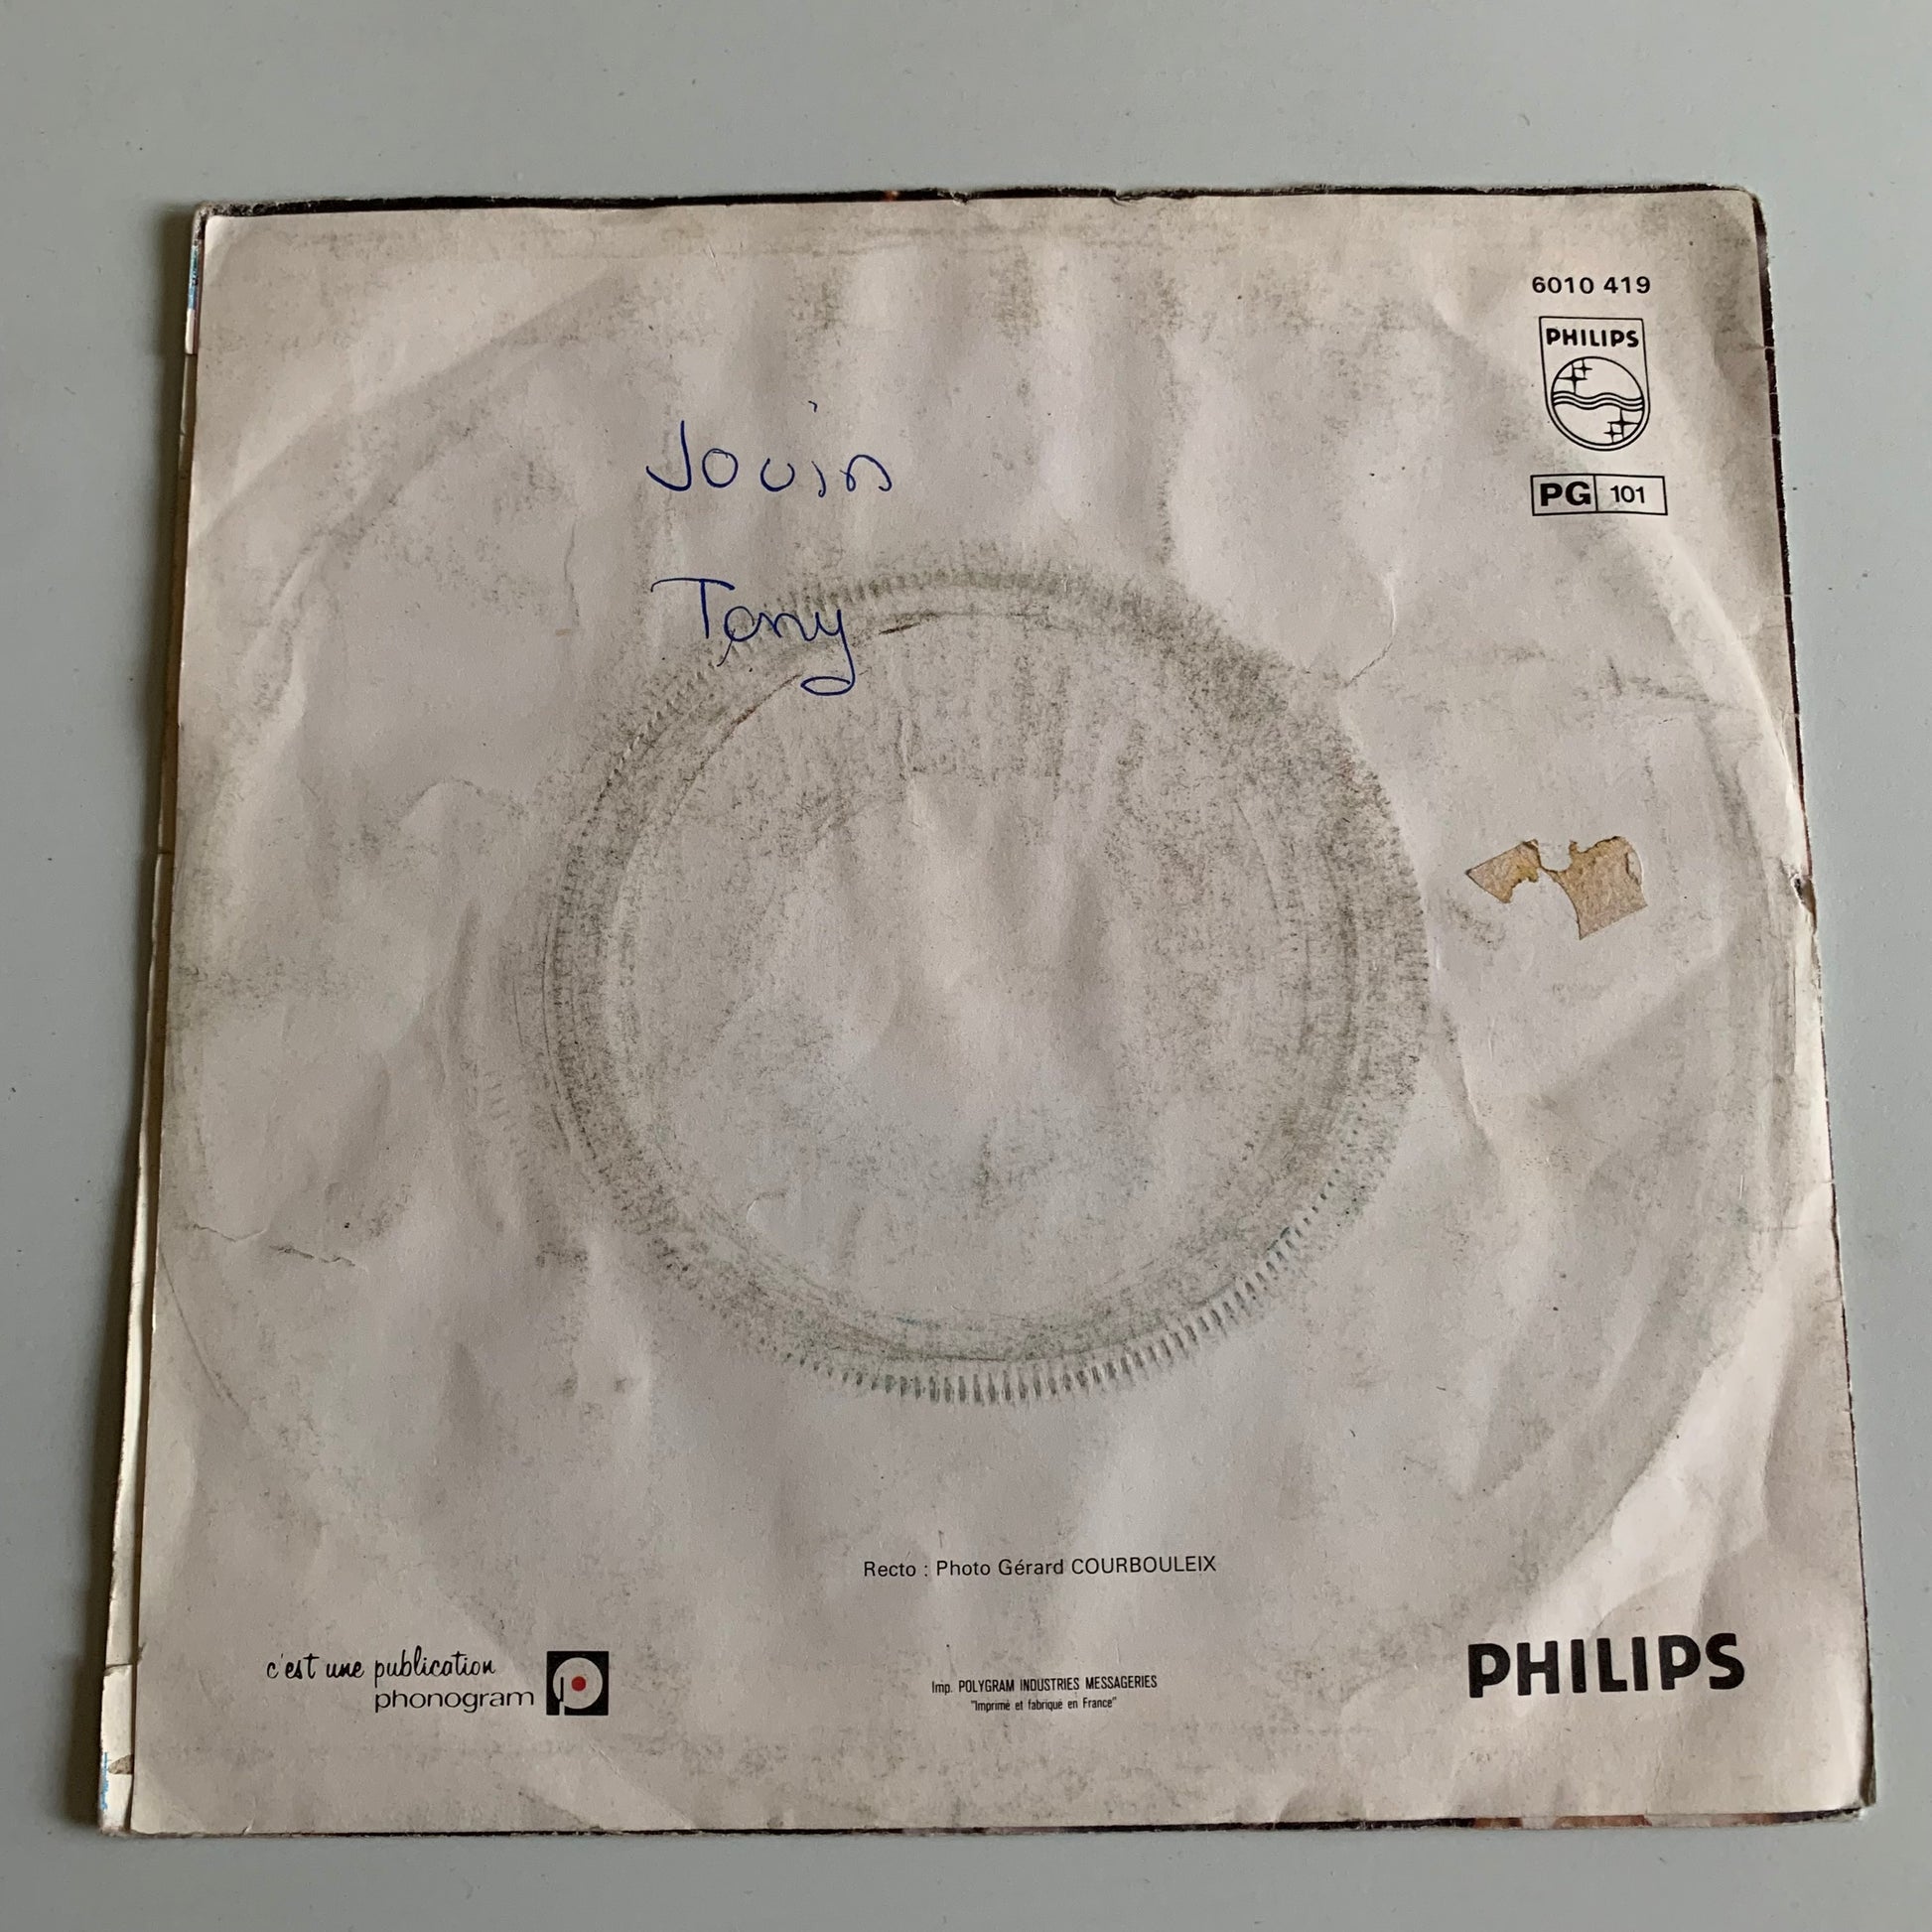 6010 419
PHILIPS
PG 101
Jouin
Tony
Recto : Photo Gérard COURBOULEIX
c'est une publication
phonogram
Imp. POLYGRAM INDUSTRIES MESSAGERIES
"Imprimé et fabriqué en France"
PHILIPS